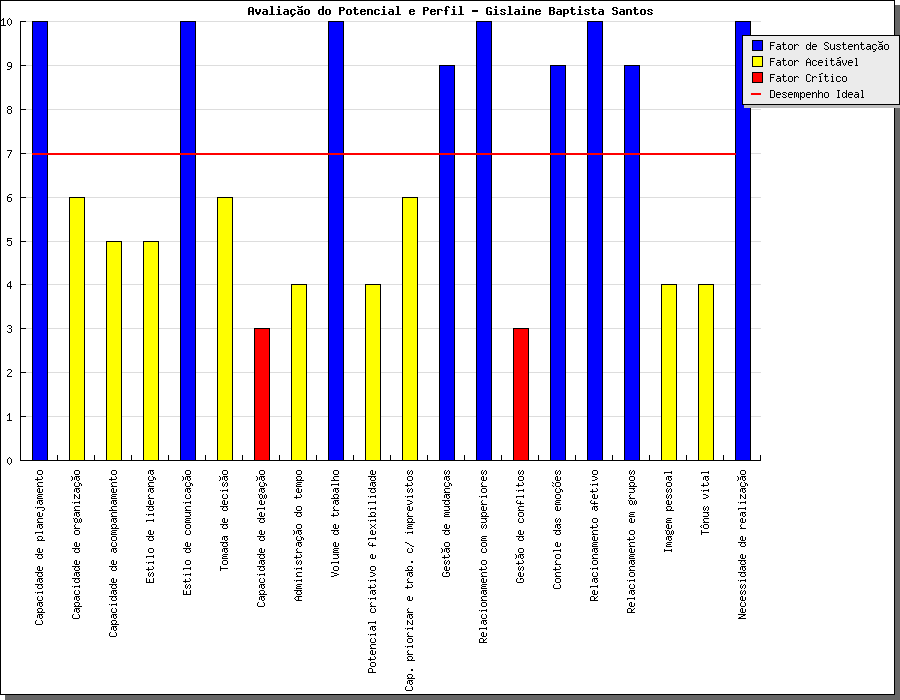 Avaliação do Potencial e Perfil - Gislaine Baptista Santos
10
9
8
7
6
5
4
3
2
1
0
Fator de Sustentação
Fator Aceitável
Fator Crítico
Desempenho Ideal
Capacidade de planejamento
Capacidade de organização
Capacidade de acompanhamento
Estilo de liderança
Estilo de comunicação
Tomada de decisão
Capacidade de delegação
Administração do tempo
Volume de trabalho
Potencial criativo e flexibilidade
Cap. priorizar e trab. c/ imprevistos
Gestão de mudanças
Relacionamento com superiores
Gestão de conflitos
Controle das emoções
Relacionamento afetivo
Relacionamento em grupos
Imagem pessoal
Tônus vital
Necessidade de realização